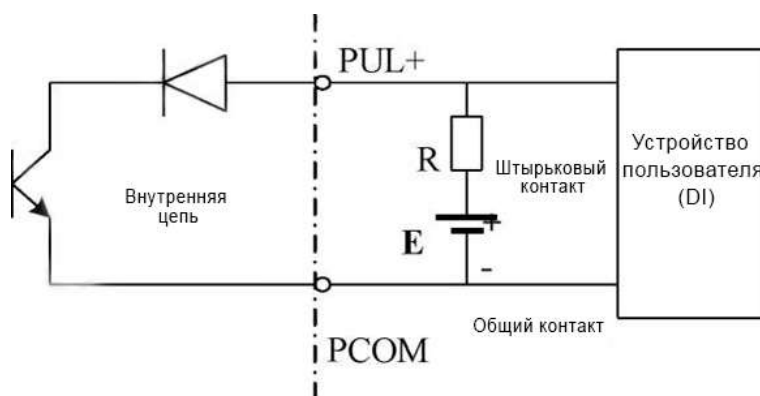 PUL+
Устройство
пользователя
(DI)
R
Штырьковый
контакт
Внутренняя
цепь
E
+
-
Общий контакт
PCOM